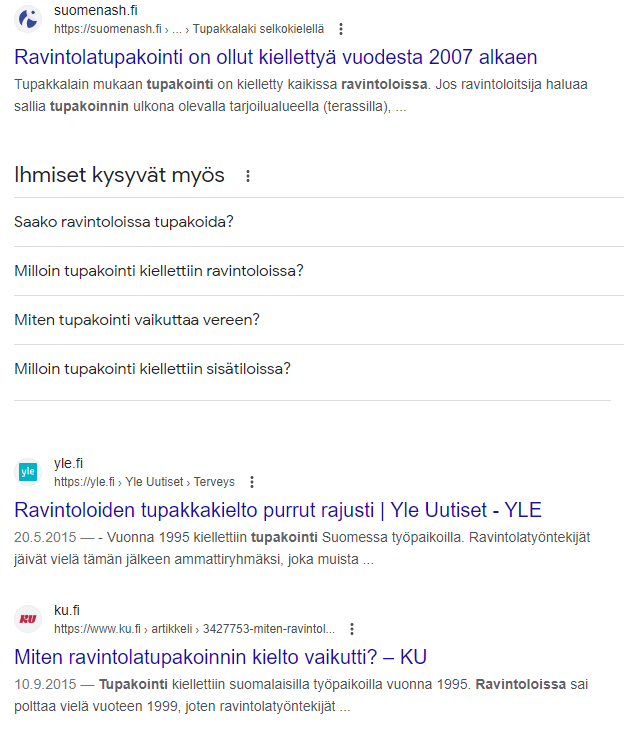 suomenash.fi
https://suomenash.fi › ... › Tupakkalaki selkokielellä
Ravintolatupakointi on ollut kiellettyä vuodesta 2007 alkaen
Tupakkalain mukaan tupakointi on kielletty kaikissa ravintoloissa. Jos ravintoloitsija haluaa
sallia tupakoinnin ulkona olevalla tarjoilualueella (terassilla), ...
Ihmiset kysyvät myös
Saako ravintoloissa tupakoida?
Milloin tupakointi kiellettiin ravintoloissa?
Miten tupakointi vaikuttaa vereen?
Milloin tupakointi kiellettiin sisätiloissa?
yle
yle.fi
https://yle.fi › Yle Uutiset › Terveys
Ravintoloiden tupakkakielto purrut rajusti | Yle Uutiset - YLE
20.5.2015 — - Vuonna 1995 kiellettiin tupakointi Suomessa työpaikoilla. Ravintolatyöntekijät
jäivät vielä tämän jälkeen ammattiryhmäksi, joka muista ...
KU
ku.fi
https://www.ku.fi › artikkeli › 3427753-miten-ravintol...
Miten ravintolatupakoinnin kielto vaikutti? – KU
10.9.2015 — Tupakointi kiellettiin suomalaisilla työpaikoilla vuonna 1995. Ravintoloissa sai
polttaa vielä vuoteen 1999, joten ravintolatyöntekijät ...